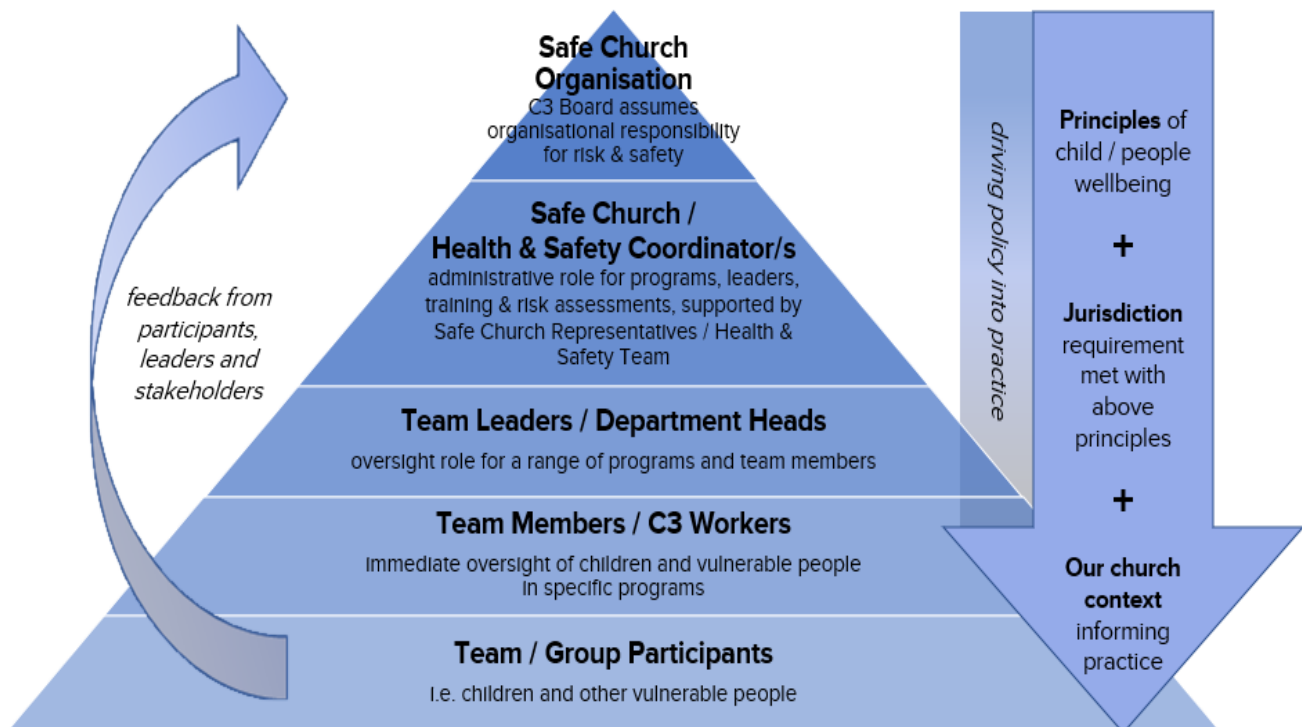 Safe Church
Organisation
C3 Board assumes
organisational responsibility
for risk & safety
Safe Church /
Health & Safety Coordinator/s
administrative role for programs, leaders,
training & risk assessments, supported by
Safe Church Representatives / Health &
Safety Team
Team Leaders / Department Heads
oversight role for a range of programs and team members
Team Members / C3 Workers
immediate oversight of children and vulnerable people
in specific programs
Team / Group Participants
i.e. children and other vulnerable people
feedback from
participants,
leaders and
stakeholders
driving policy into practice
Principles of
child / people
wellbeing
+
Jurisdiction
requirement
met with
above
principles
+
Our church
context
informing
practice